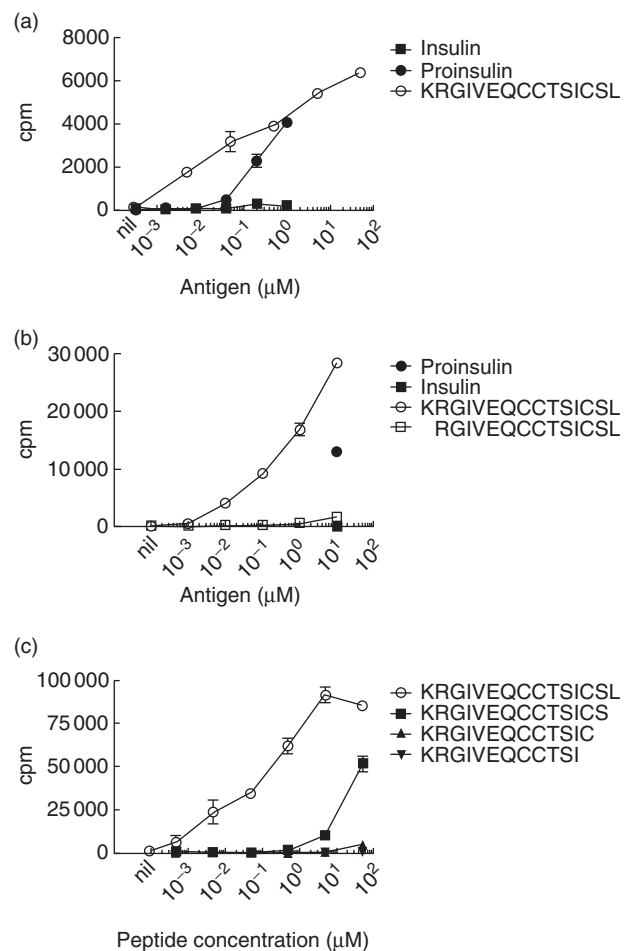 (a)
8000
6000
4000
2000
0
cpm
nil
10⁻³
10⁻²
10⁻¹
10⁰
10¹
10²
Antigen (μM)
Insulin
Proinsulin
KRGIVEQCCTSICSL
(b)
30 000
20 000
10 000
0
cpm
nil
10⁻³
10⁻²
10⁻¹
10⁰
10¹
10²
Antigen (μM)
Proinsulin
Insulin
KRGIVEQCCTSICSL
RGIVEQCCTSICSL
(c)
100 000
75 000
50 000
25 000
0
cpm
nil
10⁻³
10⁻²
10⁻¹
10⁰
10¹
10²
Peptide concentration (μM)
KRGIVEQCCTSICSL
KRGIVEQCCTSICS
KRGIVEQCCTSIC
KRGIVEQCCTSI